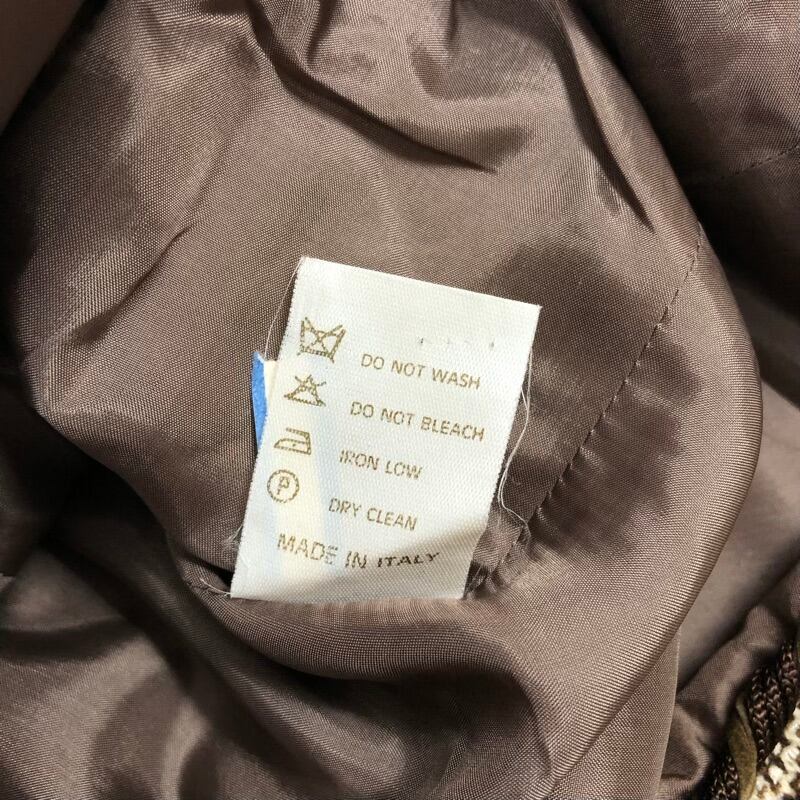 DO NOT WASH
DO NOT BLEACH
IRON LOW
P
DRY CLEAN
MADE IN ITALY